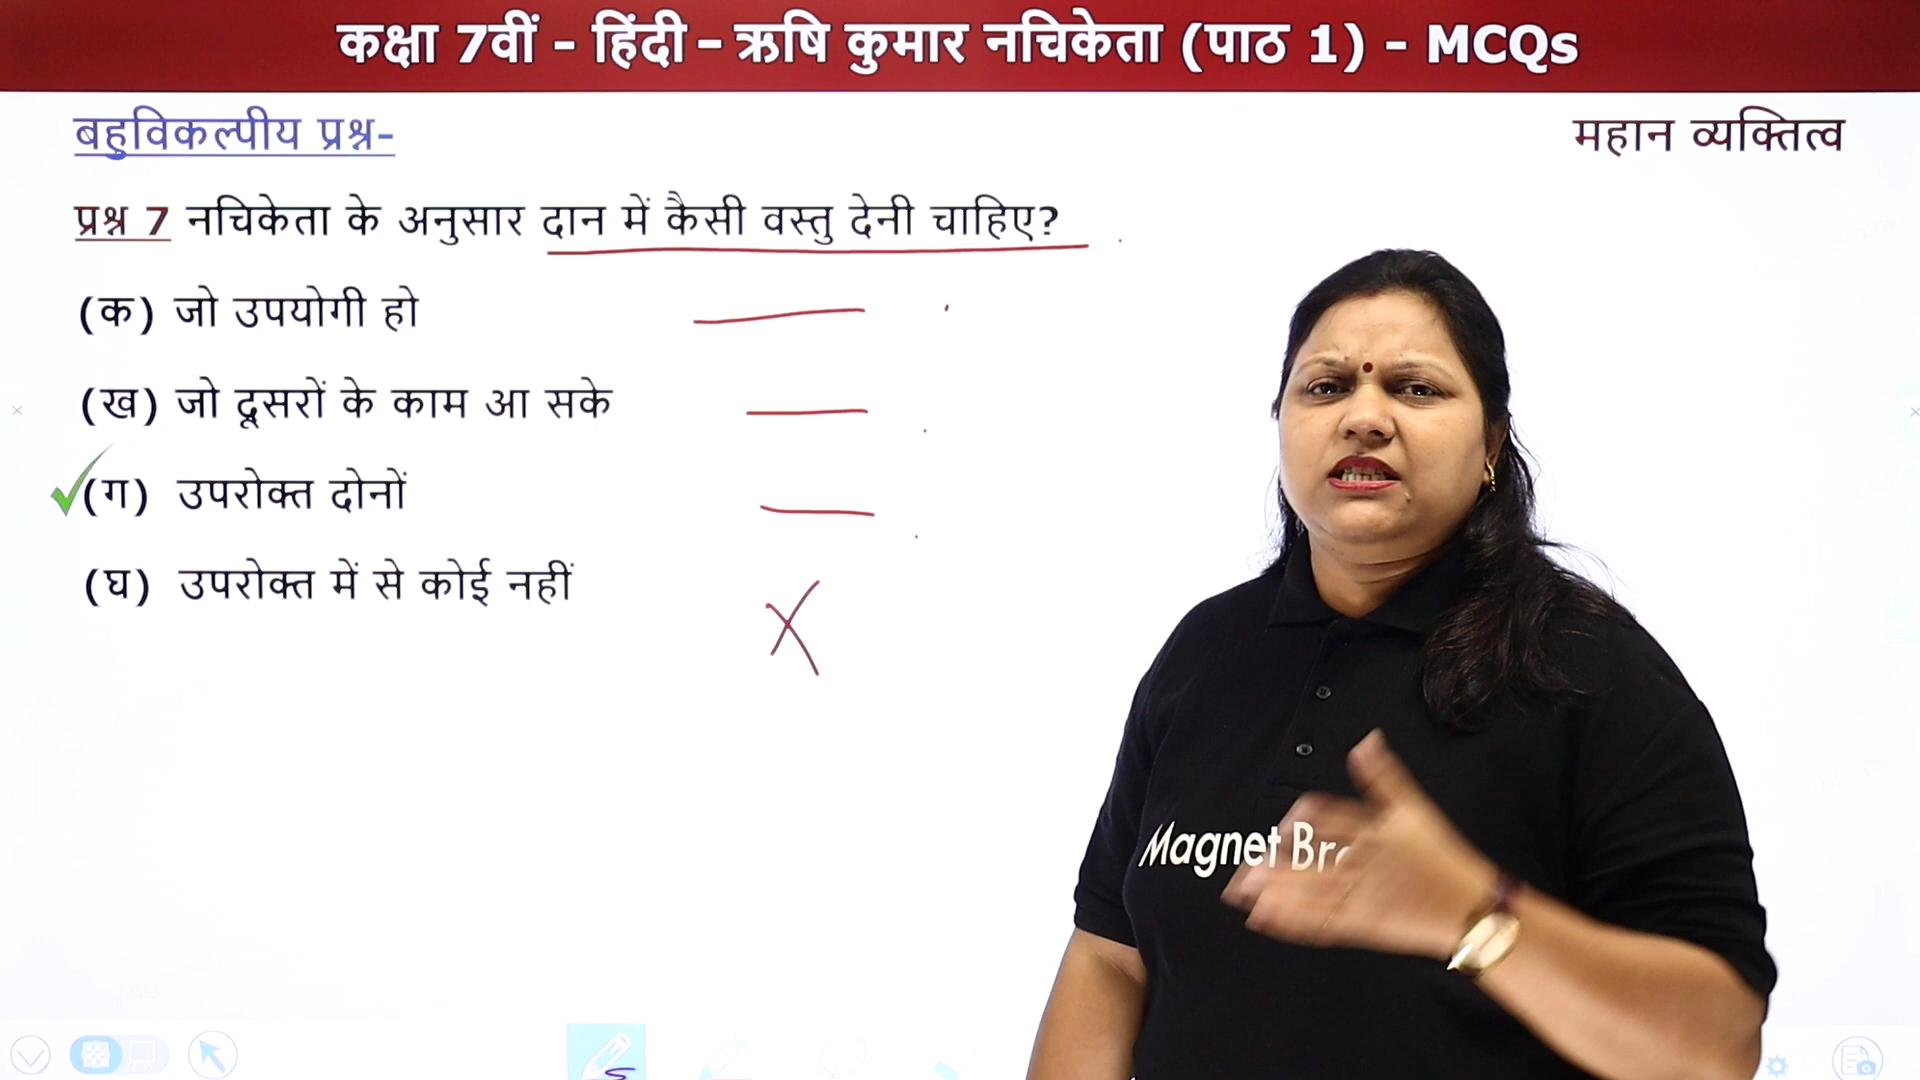 कक्षा 7वीं - हिंदी - ऋषि कुमार नचिकेता (पाठ 1) - MCQs
बहुविकल्पीय प्रश्न-
महान व्यक्तित्व
प्रश्न 7 नचिकेता के अनुसार दान में कैसी वस्तु देनी चाहिए?
(क) जो उपयोगी हो
(ख) जो दूसरों के काम आ सके
(ग) उपरोक्त दोनों
(घ) उपरोक्त में से कोई नहीं
Magnet